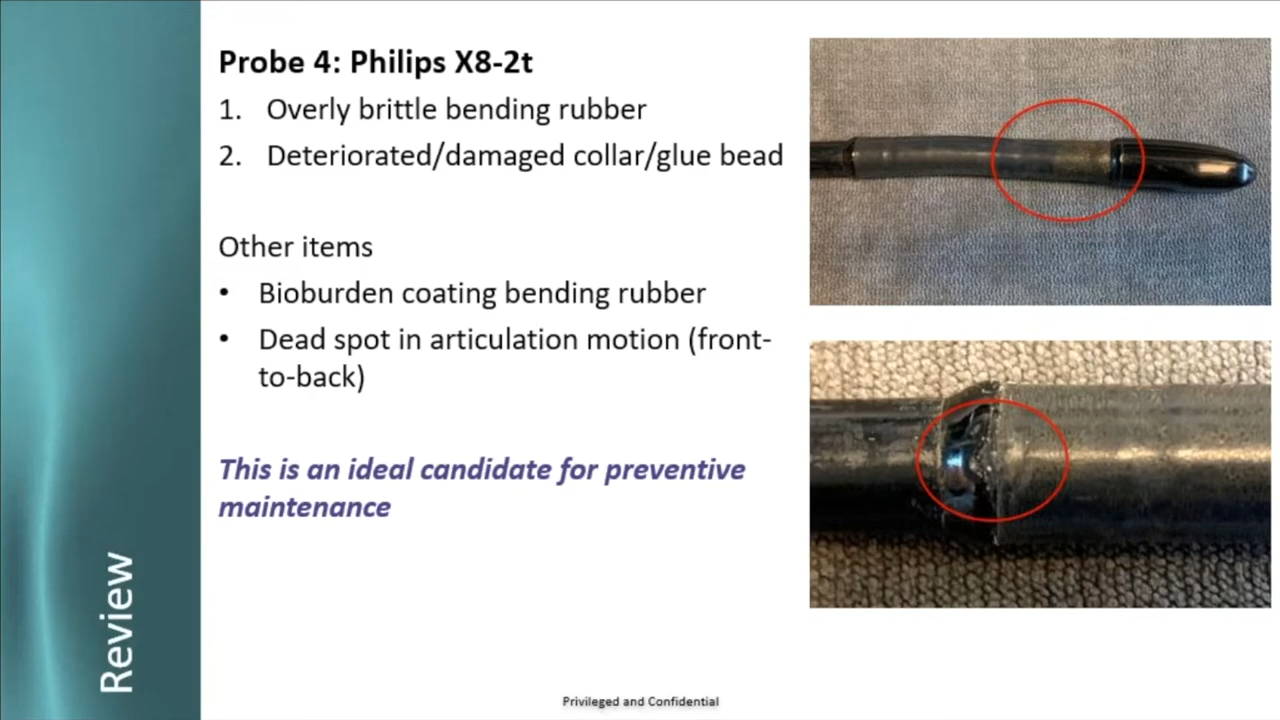 Probe 4: Philips X8-2t
1. Overly brittle bending rubber
2. Deteriorated/damaged collar/glue bead
Other items
• Bioburden coating bending rubber
• Dead spot in articulation motion (front-
to-back)
This is an ideal candidate for preventive
maintenance
Review
Privileged and Confidential